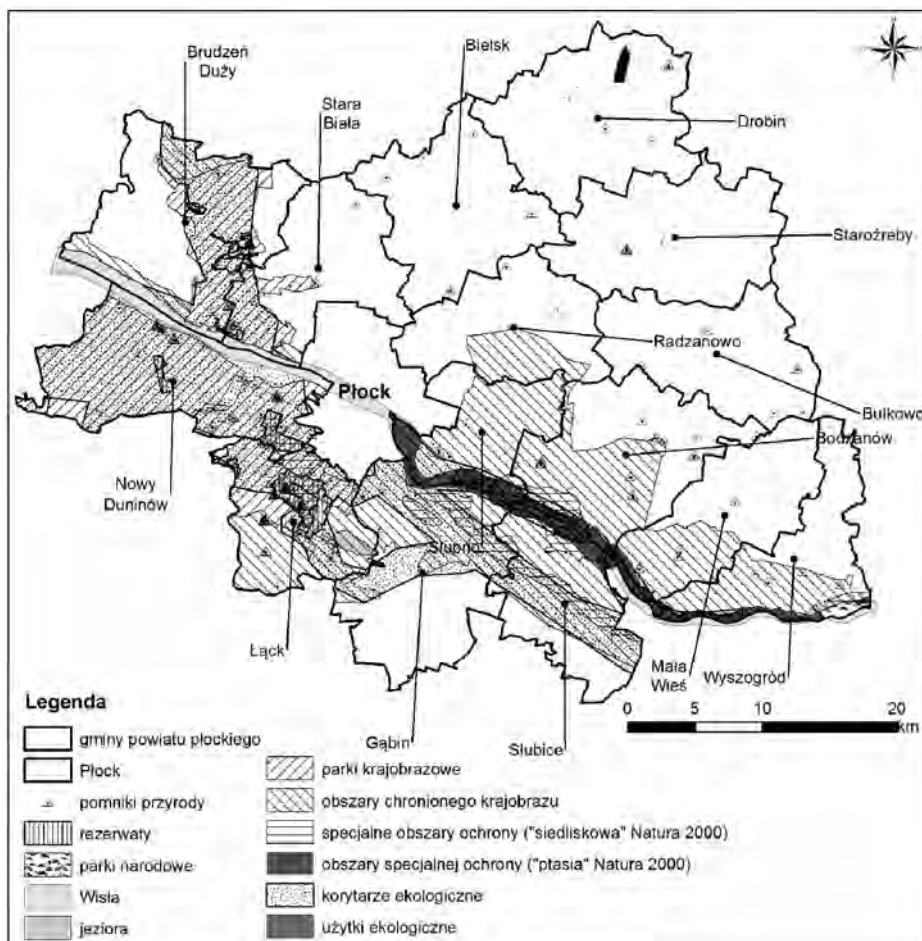 Brudzeń
Duży
Bielsk
Stara
Biała
Drobin
Staroźreby
Radzanowo
Płock
Bulkowo
Bodzanów
Nowy
Duninów
Słupno
Łąck
Mała
Wieś
Wyszogród
Gąbin
Słubice
0 5 10 20
km
Legenda
gminy powiatu płockiego
Płock
pomniki przyrody
rezerwaty
parki narodowe
Wisła
jeziora
parki krajobrazowe
obszary chronionego krajobrazu
specjalne obszary ochrony ("siedliskowa" Natura 2000)
obszary specjalnej ochrony ("ptasia" Natura 2000)
korytarze ekologiczne
użytki ekologiczne